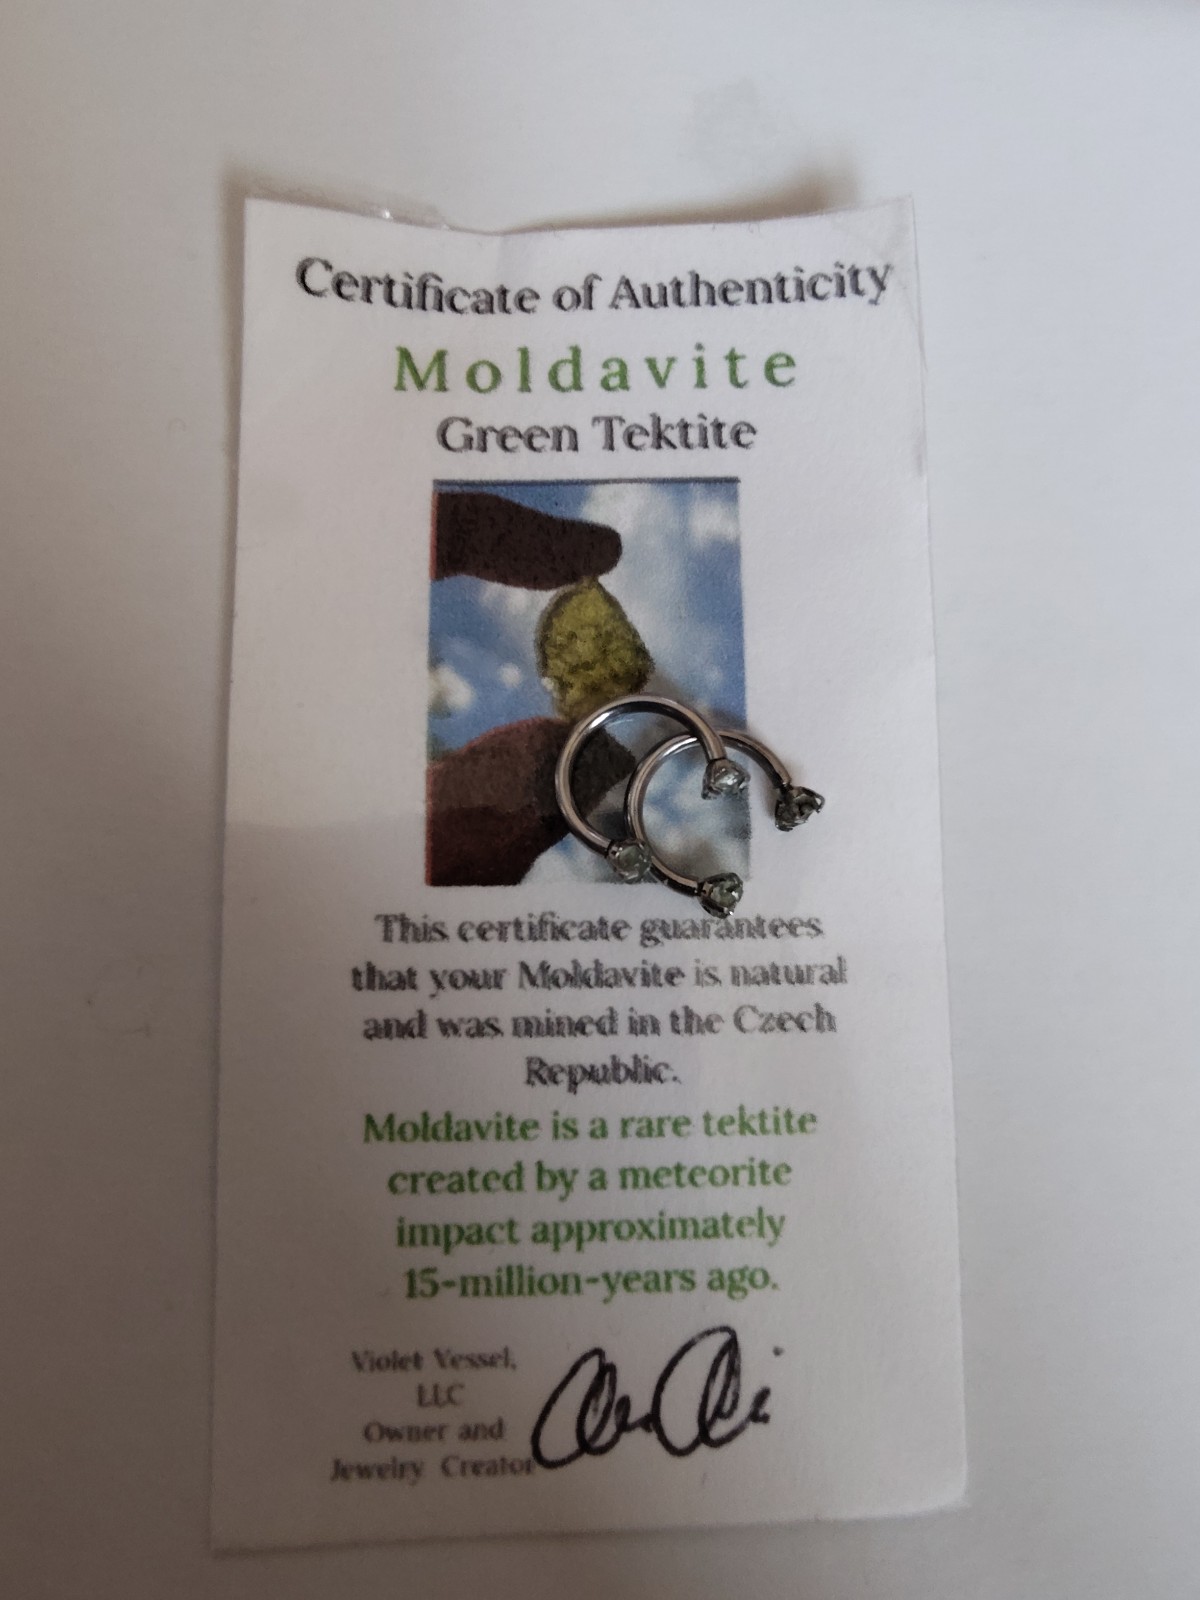 Certificate of Authenticity
Moldavite
Green Tektite
This certificate guarantees
that your Moldavite is natural
and was mined in the Czech
Republic.
Moldavite is a rare tektite
created by a meteorite
impact approximately
15-million-years ago.
Violet Vessel,
LLC
Owner and
Jewelry Creator